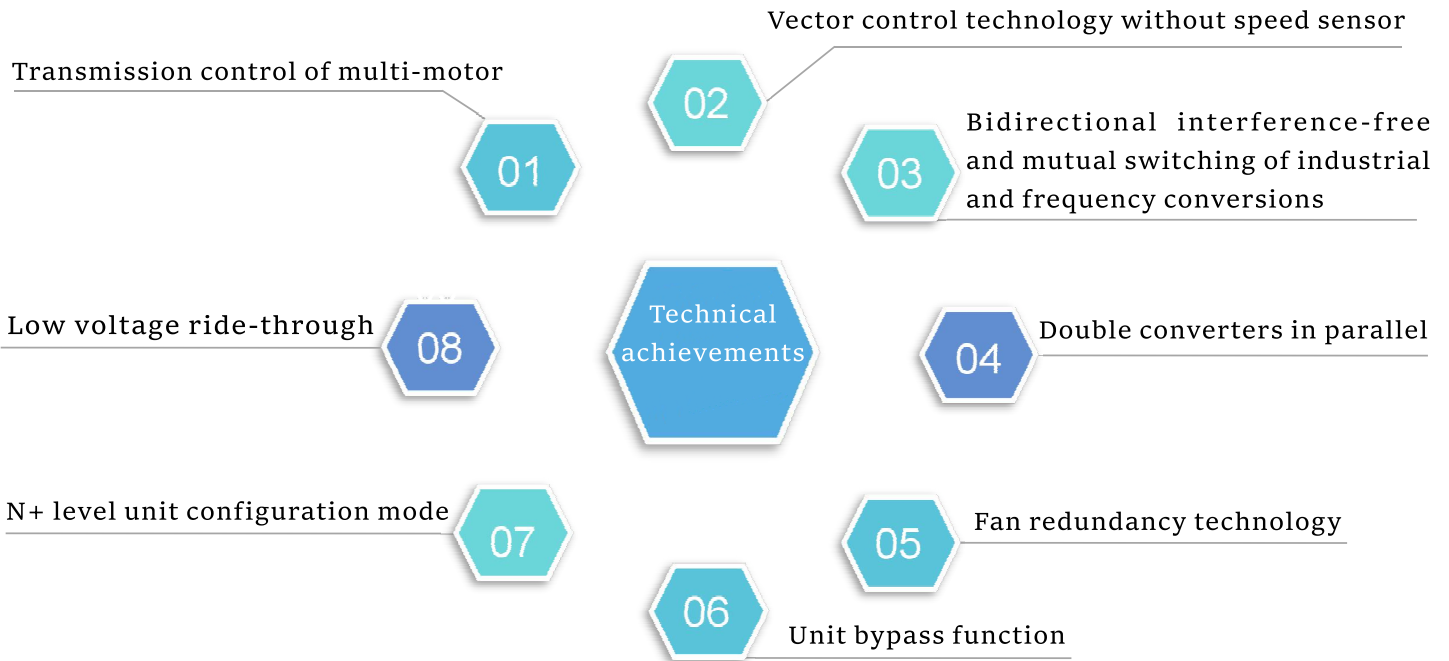 Transmission control of multi-motor
01
Vector control technology without speed sensor
02
Bidirectional interference-free
and mutual switching of industrial
and frequency conversions
03
Double converters in parallel
04
Fan redundancy technology
05
Unit bypass function
06
N+ level unit configuration mode
07
Low voltage ride-through
08
Technical
achievements